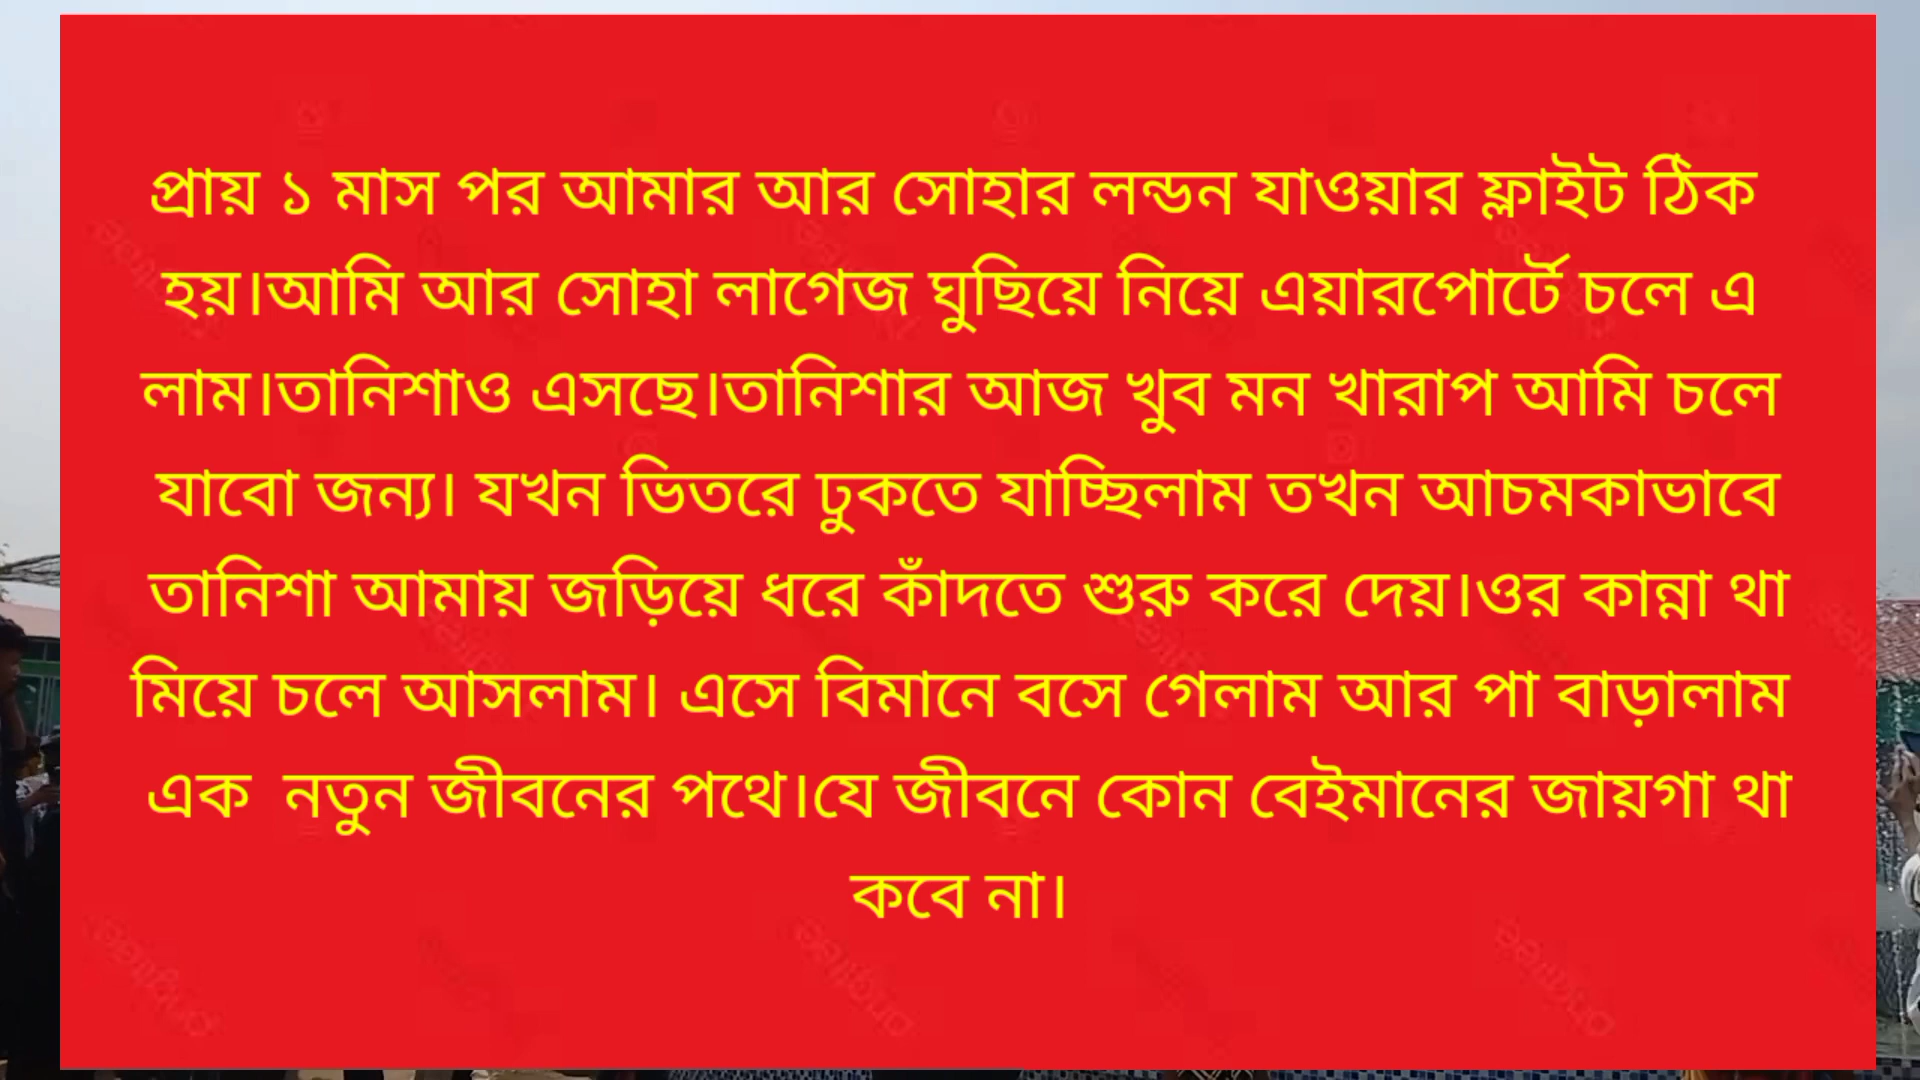 প্রায় ১ মাস পর আমার আর সোহার লন্ডন যাওয়ার ফ্লাইট ঠিক
হয়।আমি আর সোহা লাগেজ ঘুছিয়ে নিয়ে এয়ারপোর্টে চলে এ
লাম।তানিশাও এসছে।তানিশার আজ খুব মন খারাপ আমি চলে
যাবো জন্য। যখন ভিতরে ঢুকতে যাচ্ছিলাম তখন আচমকাভাবে
তানিশা আমায় জড়িয়ে ধরে কাঁদতে শুরু করে দেয়।ওর কান্না থা
মিয়ে চলে আসলাম। এসে বিমানে বসে গেলাম আর পা বাড়ালাম
এক  নতুন জীবনের পথে।যে জীবনে কোন বেইমানের জায়গা থা
কবে না।